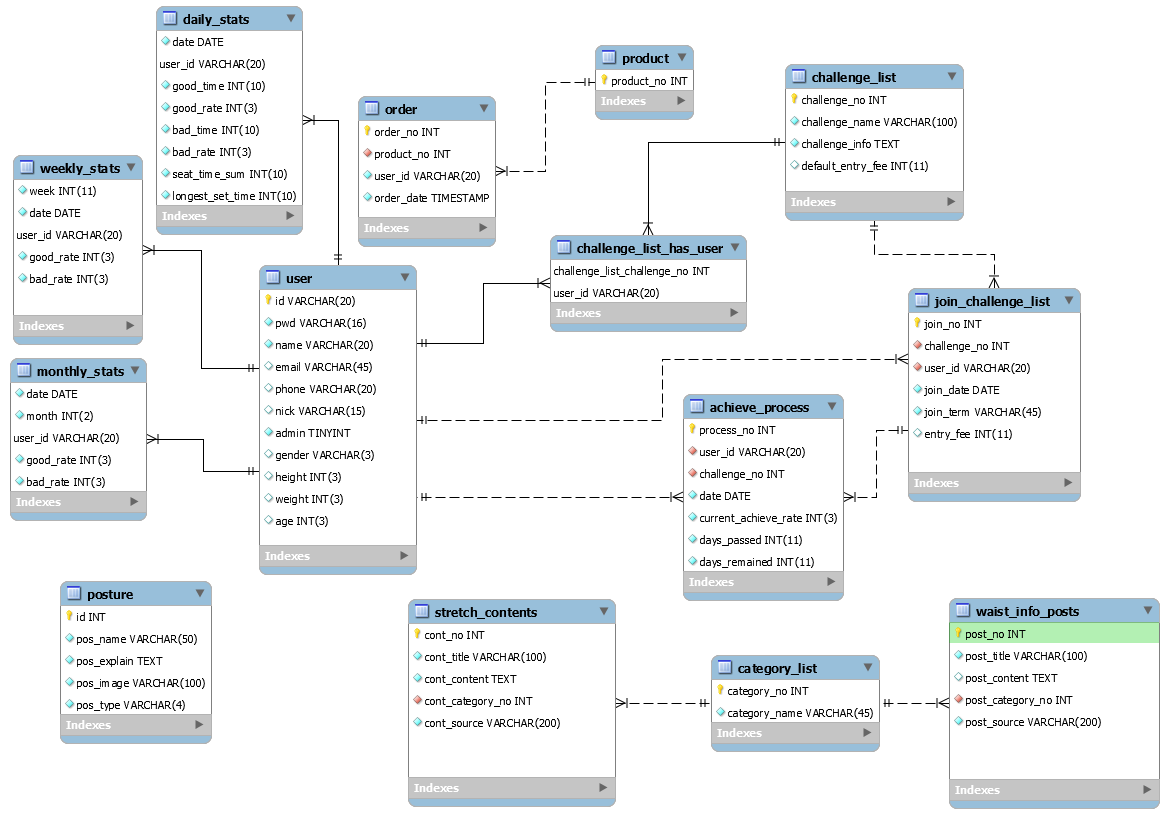 daily_stats
date DATE
user_id VARCHAR(20)
good_time INT(10)
good_rate INT(3)
bad_time INT(10)
bad_rate INT(3)
seat_time_sum INT(10)
longest_set_time INT(10)
Indexes
product
product_no INT
Indexes
challenge_list
challenge_no INT
challenge_name VARCHAR(100)
challenge_info TEXT
default_entry_fee INT(11)
Indexes
order
order_no INT
product_no INT
user_id VARCHAR(20)
order_date TIMESTAMP
Indexes
weekly_stats
week INT(11)
date DATE
user_id VARCHAR(20)
good_rate INT(3)
bad_rate INT(3)
Indexes
challenge_list_has_user
challenge_list_challenge_no INT
user_id VARCHAR(20)
Indexes
user
id VARCHAR(20)
pwd VARCHAR(16)
name VARCHAR(20)
email VARCHAR(45)
phone VARCHAR(20)
nick VARCHAR(15)
admin TINYINT
gender VARCHAR(3)
height INT(3)
weight INT(3)
age INT(3)
Indexes
join_challenge_list
join_no INT
challenge_no INT
user_id VARCHAR(20)
join_date DATE
join_term VARCHAR(45)
entry_fee INT(11)
Indexes
monthly_stats
date DATE
month INT(2)
user_id VARCHAR(20)
good_rate INT(3)
bad_rate INT(3)
Indexes
achieve_process
process_no INT
user_id VARCHAR(20)
challenge_no INT
date DATE
current_achieve_rate INT(3)
days_passed INT(11)
days_remained INT(11)
Indexes
posture
id INT
pos_name VARCHAR(50)
pos_explain TEXT
pos_image VARCHAR(100)
pos_type VARCHAR(4)
Indexes
stretch_contents
cont_no INT
cont_title VARCHAR(100)
cont_content TEXT
cont_category_no INT
cont_source VARCHAR(200)
Indexes
category_list
category_no INT
category_name VARCHAR(45)
Indexes
waist_info_posts
post_no INT
post_title VARCHAR(100)
post_content TEXT
post_category_no INT
post_source VARCHAR(200)
Indexes